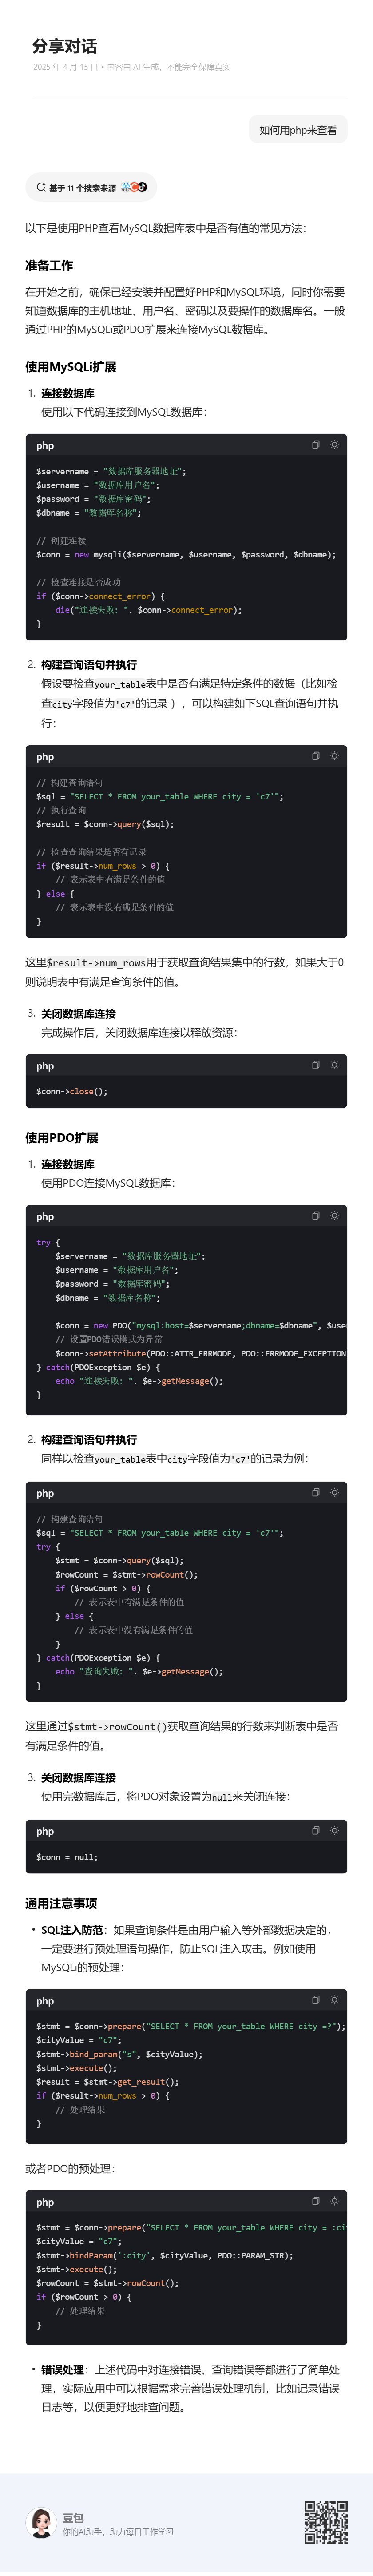 分享对话
2025 年 4 月 15 日 • 内容由 AI 生成，不能完全保障真实
如何用php来查看
基于 11 个搜索来源
以下是使用PHP查看MySQL数据库表中是否有值的常见方法：
准备工作
在开始之前，确保已经安装并配置好PHP和MySQL环境，同时你需要
知道数据库的主机地址、用户名、密码以及要操作的数据库名。一般
通过PHP的MySQLi或PDO扩展来连接MySQL数据库。
使用MySQLi扩展
1. 连接数据库
使用以下代码连接到MySQL数据库：
php
$servername = "数据库服务器地址";
$username = "数据库用户名";
$password = "数据库密码";
$dbname = "数据库名称";
// 创建连接
$conn = new mysqli($servername, $username, $password, $dbname);
// 检查连接是否成功
if ($conn->connect_error) {
    die("连接失败: ". $conn->connect_error);
}
2. 构建查询语句并执行
假设要检查your_table表中是否有满足特定条件的数据（比如检
查city字段值为'c7'的记录 ），可以构建如下SQL查询语句并执
行：
php
// 构建查询语句
$sql = "SELECT * FROM your_table WHERE city = 'c7'";
// 执行查询
$result = $conn->query($sql);
// 检查查询结果是否有记录
if ($result->num_rows > 0) {
    // 表示表中有满足条件的值
} else {
    // 表示表中没有满足条件的值
}
这里$result->num_rows用于获取查询结果集中的行数，如果大于0
则说明表中有满足查询条件的值。
3. 关闭数据库连接
完成操作后，关闭数据库连接以释放资源：
php
$conn->close();
使用PDO扩展
1. 连接数据库
使用PDO连接MySQL数据库：
php
try {
    $servername = "数据库服务器地址";
    $username = "数据库用户名";
    $password = "数据库密码";
    $dbname = "数据库名称";
    $conn = new PDO("mysql:host=$servername;dbname=$dbname", $use
    // 设置PDO错误模式为异常
    $conn->setAttribute(PDO::ATTR_ERRMODE, PDO::ERRMODE_EXCEPTION
} catch(PDOException $e) {
    echo "连接失败: ". $e->getMessage();
}
2. 构建查询语句并执行
同样以检查your_table表中city字段值为'c7'的记录为例：
php
// 构建查询语句
$sql = "SELECT * FROM your_table WHERE city = 'c7'";
try {
    $stmt = $conn->query($sql);
    $rowCount = $stmt->rowCount();
    if ($rowCount > 0) {
        // 表示表中有满足条件的值
    } else {
        // 表示表中没有满足条件的值
    }
} catch(PDOException $e) {
    echo "查询失败: ". $e->getMessage();
}
这里通过$stmt->rowCount()获取查询结果的行数来判断表中是否
有满足条件的值。
3. 关闭数据库连接
使用完数据库后，将PDO对象设置为null来关闭连接：
php
$conn = null;
通用注意事项
• SQL注入防范：如果查询条件是由用户输入等外部数据决定的，
一定要进行预处理语句操作，防止SQL注入攻击。例如使用
MySQLi的预处理：
php
$stmt = $conn->prepare("SELECT * FROM your_table WHERE city =?");
$cityValue = "c7";
$stmt->bind_param("s", $cityValue);
$stmt->execute();
$result = $stmt->get_result();
if ($result->num_rows > 0) {
    // 处理结果
}
或者PDO的预处理：
php
$stmt = $conn->prepare("SELECT * FROM your_table WHERE city = :ci
$cityValue = "c7";
$stmt->bindParam(':city', $cityValue, PDO::PARAM_STR);
$stmt->execute();
$rowCount = $stmt->rowCount();
if ($rowCount > 0) {
    // 处理结果
}
• 错误处理：上述代码中对连接错误、查询错误等都进行了简单处
理，实际应用中可以根据需求完善错误处理机制，比如记录错误
日志等，以便更好地排查问题。
豆包
你的AI助手，助力每日工作学习